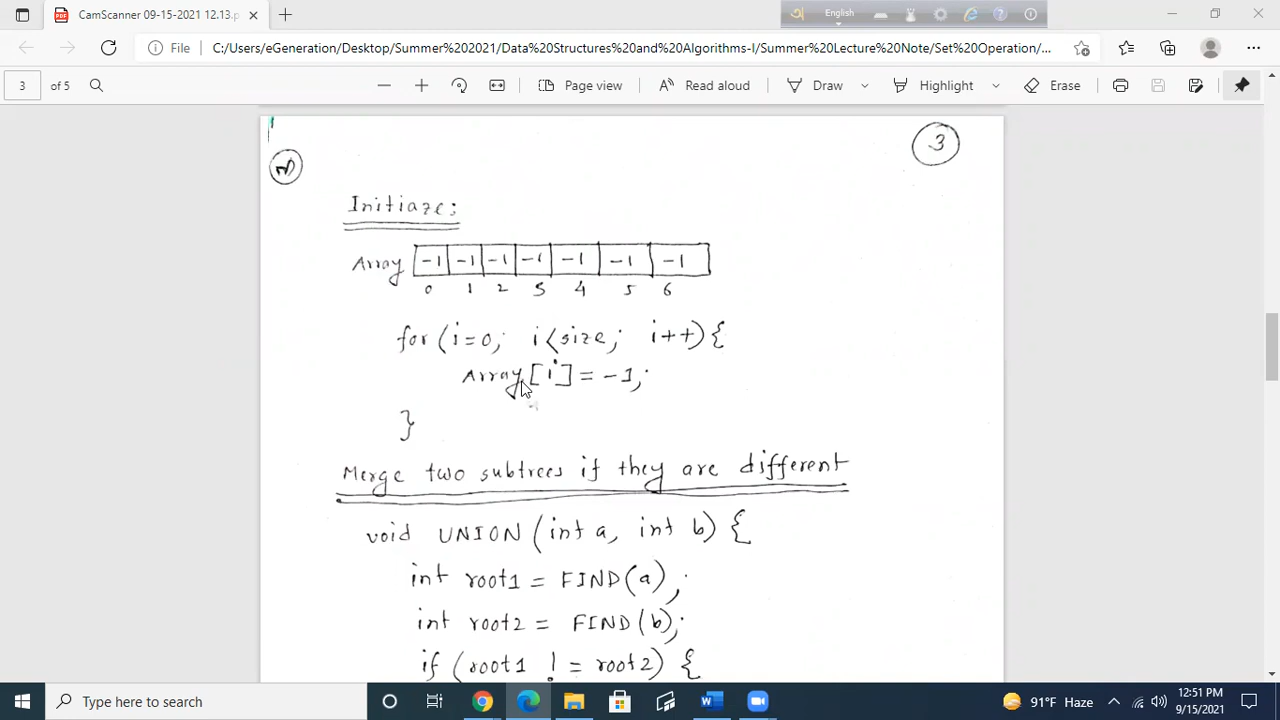 CamScanner 09-15-2021 12.13.p
অ English
File C:/Users/eGeneration/Desktop/Summer%202021/Data%20Structures%20and%20Algorithms-I/Summer%20Lecture%20Note/Set%20Operation/...
3 of 5 Page view Read aloud Draw Highlight Erase
3
Initiaze:
Array -1 -1 -1 -1 -1 -1 -1
0 1 2 3 4 5 6
for (i=0; i<size; i++){
Array[i] = -1;
}
Merge two subtrees if they are different
void UNION (int a, int b) {
int root1 = FIND(a);
int root2 = FIND(b);
if (root1 != root2) {
Type here to search
91°F Haze
12:51 PM
9/15/2021